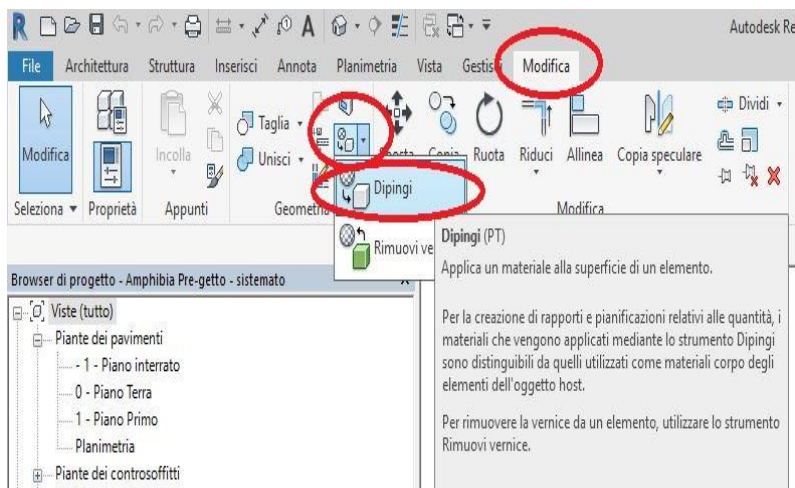 Autodesk Re
File Architettura Struttura Inserisci Annota Planimetria Vista Modifica
Taglia
Dividi
Modifica Incolla Unisci Copia Ruota Riduci Allinea Copia speculare
Seleziona Proprietà Appunti Geometria Modifica
Dipingi
Rimuovi ve
Dipingi (PT)
Applica un materiale alla superficie di un elemento.
Per la creazione di rapporti e pianificazioni relativi alle quantità, i
materiali che vengono applicati mediante lo strumento Dipingi
sono distinguibili da quelli utilizzati come materiali corpo degli
elementi dell'oggetto host.
Per rimuovere la vernice da un elemento, utilizzare lo strumento
Rimuovi vernice.
Browser di progetto - Amphibia Pre-getto - sistemato
Viste (tutto)
Piante dei pavimenti
- 1 - Piano interrato
0 - Piano Terra
1 - Piano Primo
Planimetria
Piante dei controsoffitti